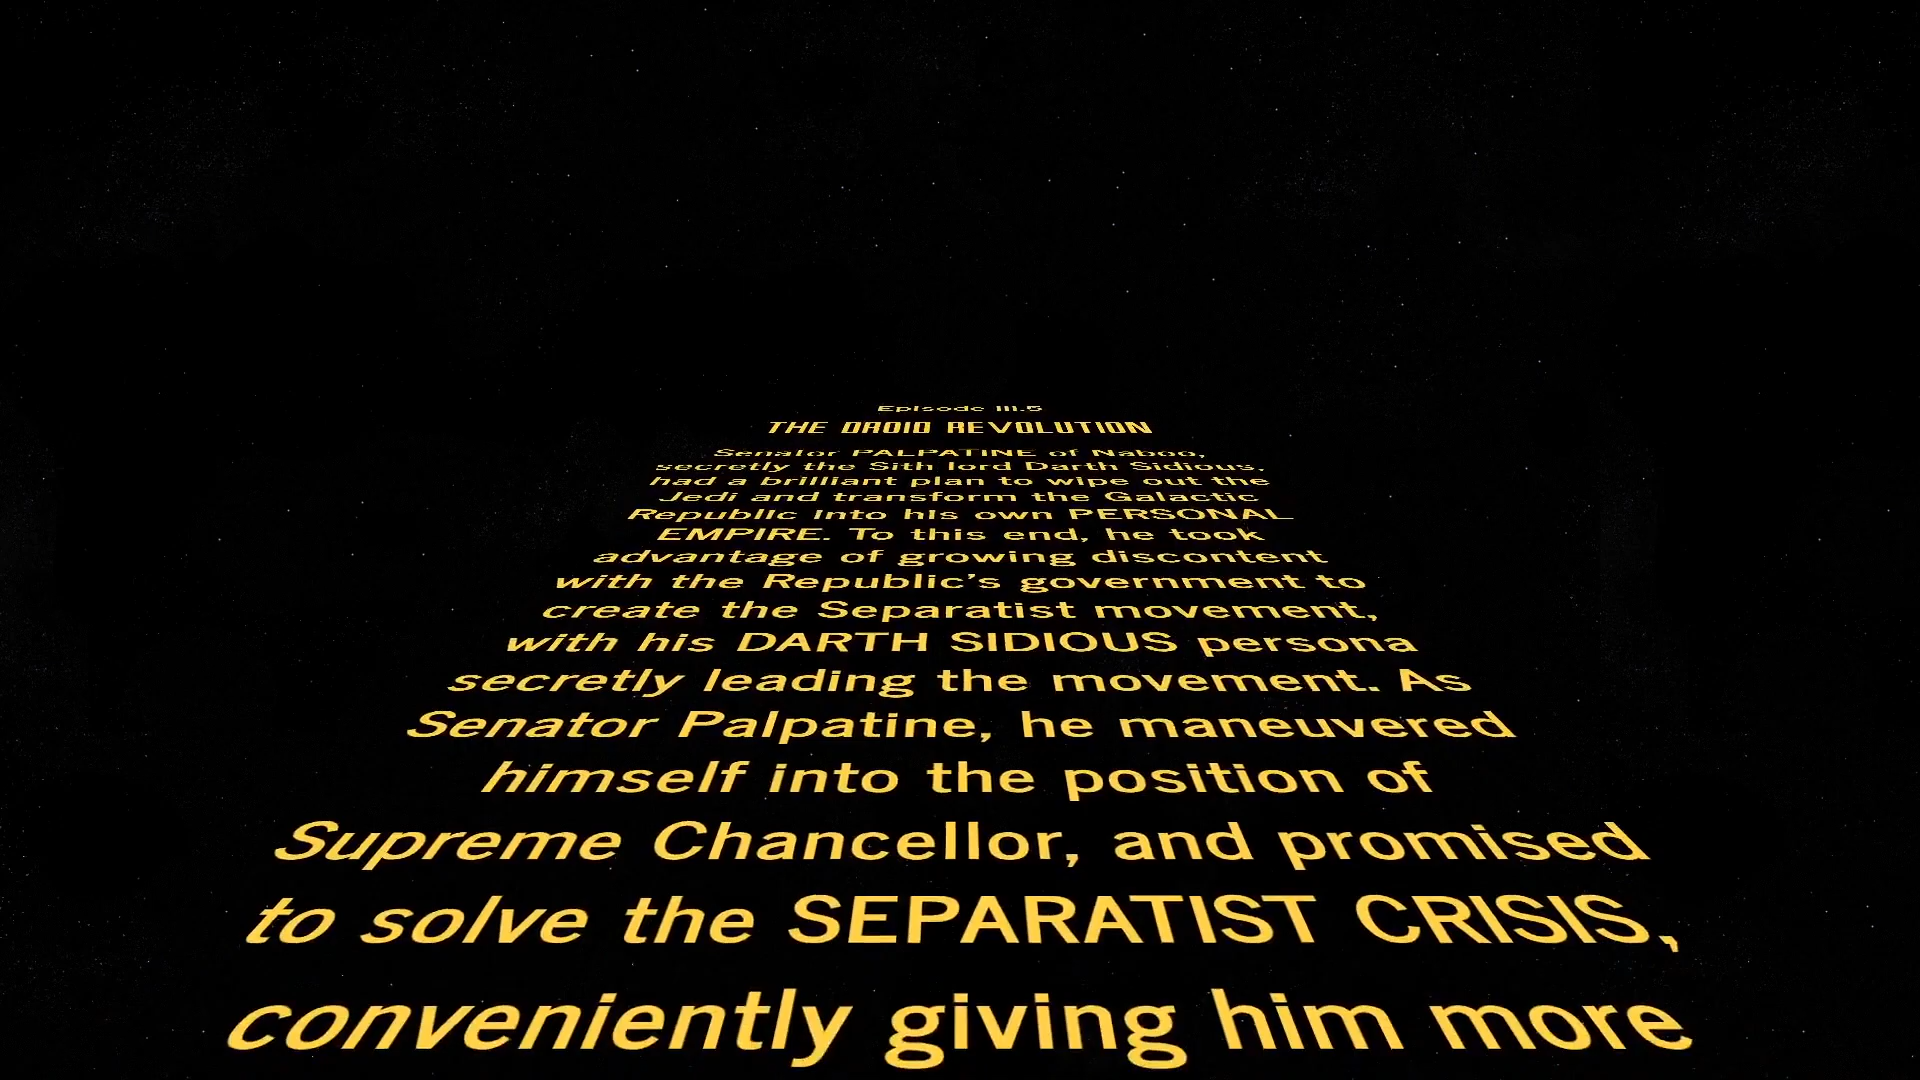 Episode III.5
THE DROID REVOLUTION
Senator PALPATINE of Naboo,
secretly the Sith lord Darth Sidious,
had a brilliant plan to wipe out the
Jedi and transform the Galactic
Republic into his own PERSONAL
EMPIRE. To this end, he took
advantage of growing discontent
with the Republic's government to
create the Separatist movement,
with his DARTH SIDIOUS persona
secretly leading the movement. As
Senator Palpatine, he maneuvered
himself into the position of
Supreme Chancellor, and promised
to solve the SEPARATIST CRISIS,
conveniently giving him more